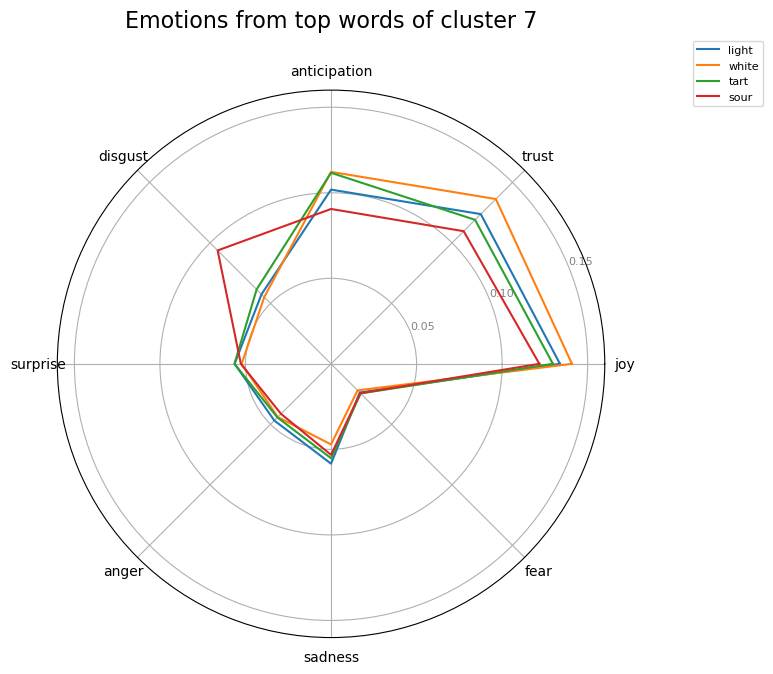 Emotions from top words of cluster 7
light
white
tart
sour
anticipation
disgust
trust
0.15
0.10
0.05
surprise
joy
anger
fear
sadness